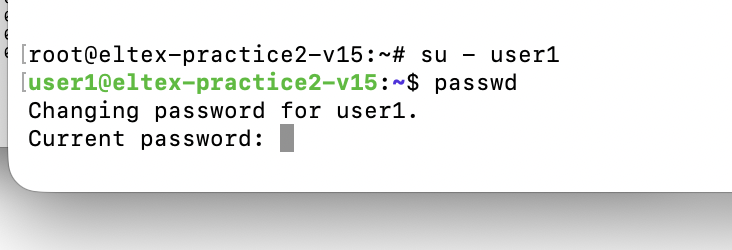 [root@eltex-practice2-v15:~# su - user1
[user1@eltex-practice2-v15:~$ passwd
Changing password for user1.
Current password: